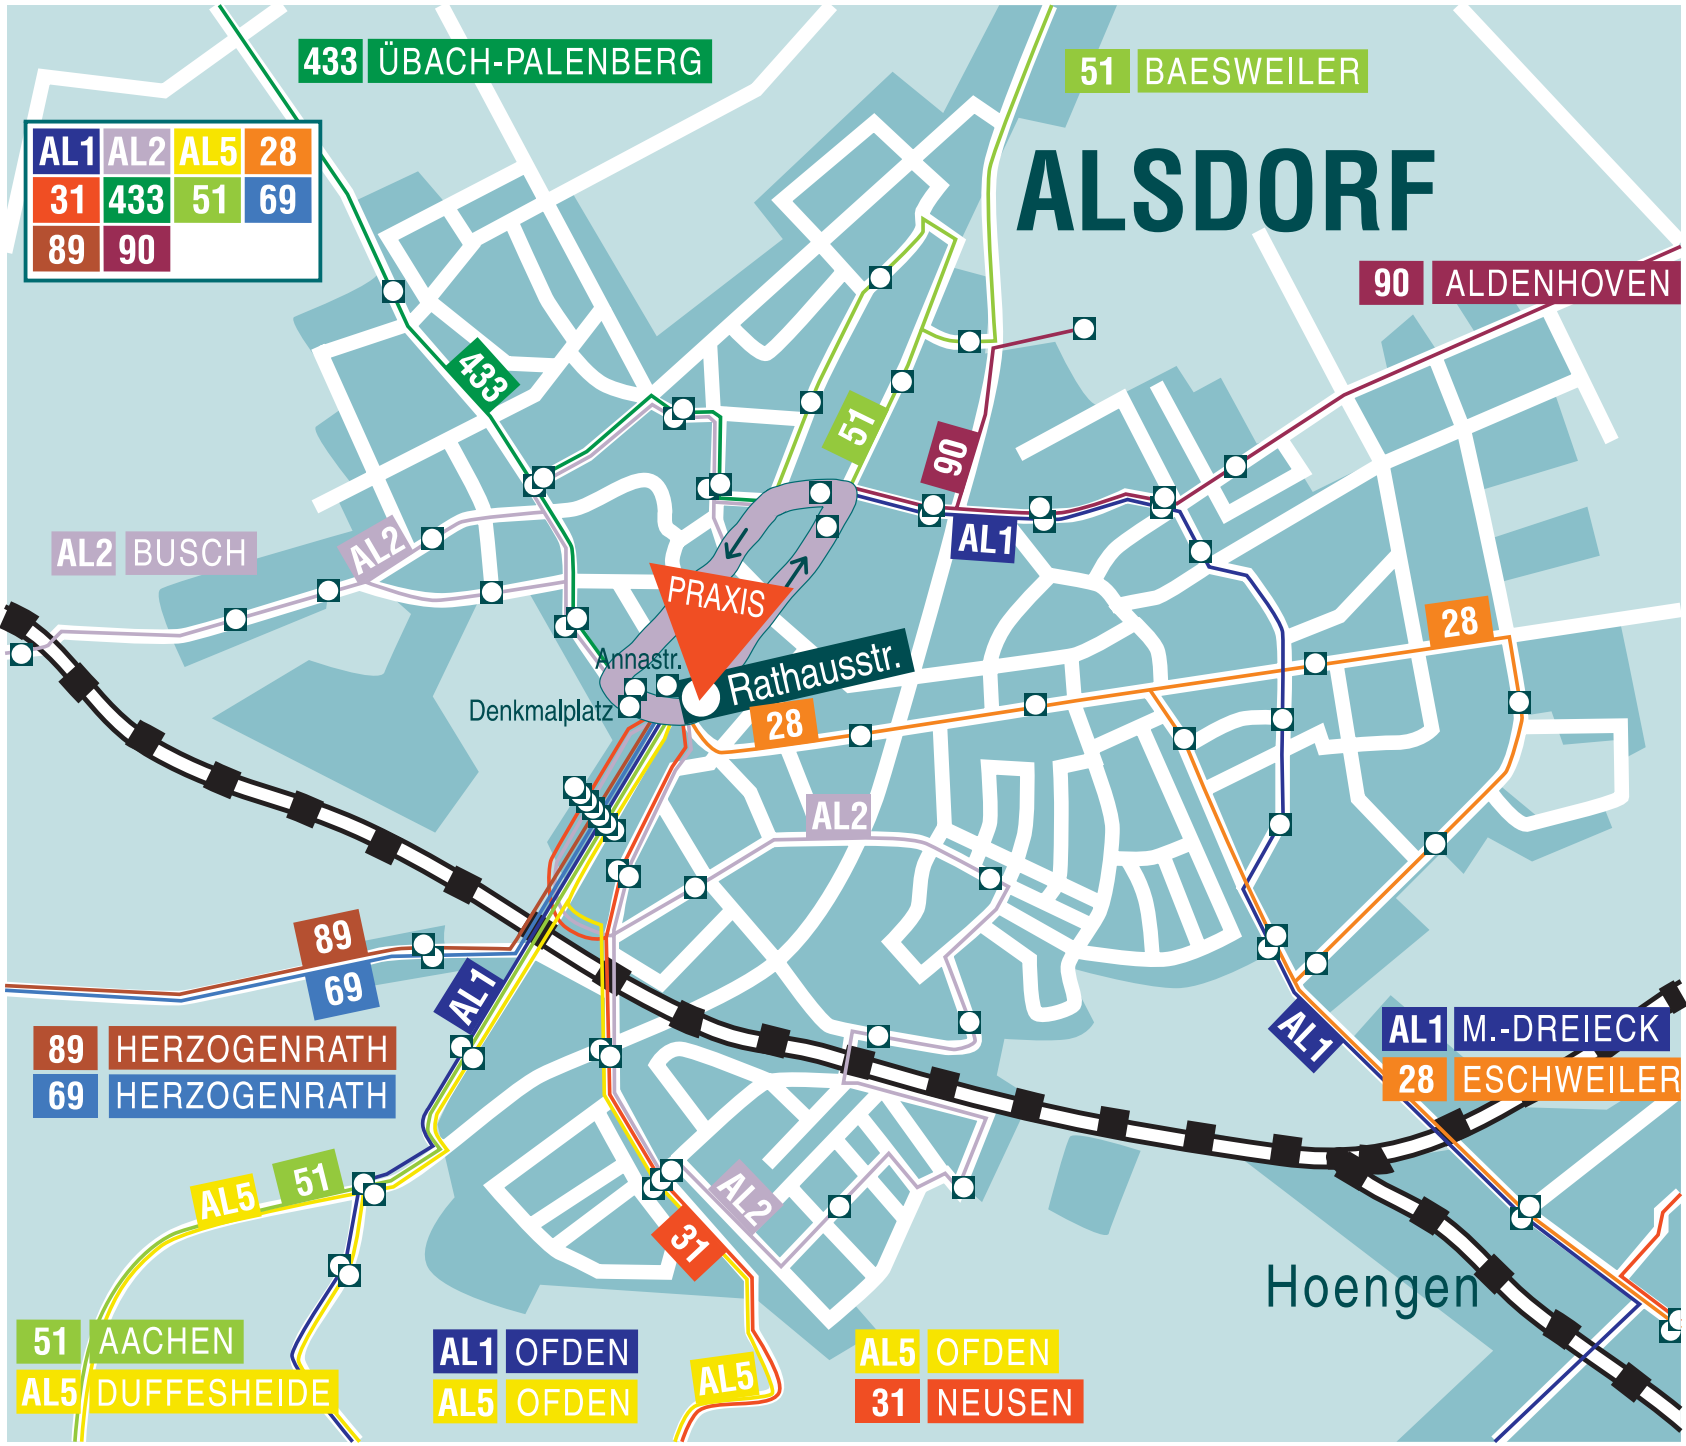 433 ÜBACH-PALENBERG
51 BAESWEILER
AL1 AL2 AL5 28
31 433 51 69
89 90
ALSDORF
90 ALDENHOVEN
433
51
90
AL1
AL2 BUSCH
AL2
PRAXIS
28
Annastr.
Rathausstr.
Denkmalplatz
28
AL2
89
69
AL1
89 HERZOGENRATH
69 HERZOGENRATH
AL1
AL1 M.-DREIECK
28 ESCHWEILER
51
AL5
AL2
31
Hoengen
51 AACHEN
AL5 DUFFESHEIDE
AL1 OFDEN
AL5 OFDEN
AL5
AL5 OFDEN
31 NEUSEN